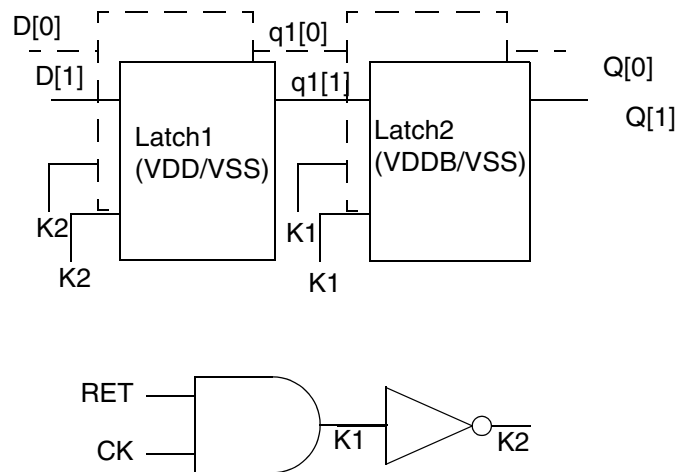 D[0]
q1[0]
D[1]
q1[1]
Q[0]
Q[1]
Latch1
(VDD/VSS)
Latch2
(VDDB/VSS)
K2
K2
K1
K1
RET
CK
K1
K2